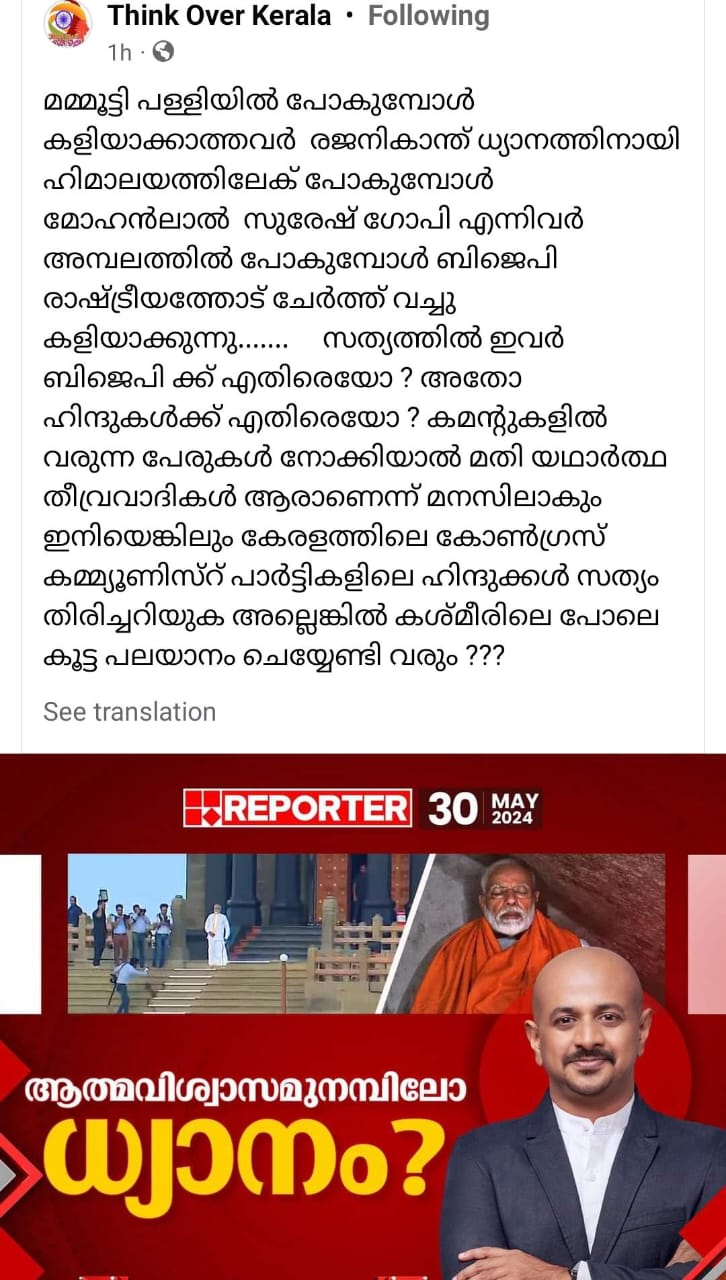 Think Over Kerala • Following
1h ·
മമ്മൂട്ടി പള്ളിയിൽ പോകുമ്പോൾ
കളിയാക്കാത്തവർ രജനികാന്ത് ധ്യാനത്തിനായി
ഹിമാലയത്തിലേക് പോകുമ്പോൾ
മോഹൻലാൽ സുരേഷ് ഗോപി എന്നിവർ
അമ്പലത്തിൽ പോകുമ്പോൾ ബിജെപി
രാഷ്ട്രീയത്തോട് ചേർത്ത് വച്ചു
കളിയാക്കുന്നു....... സത്യത്തിൽ ഇവർ
ബിജെപി ക്ക് എതിരെയോ ? അതോ
ഹിന്ദുകൾക്ക് എതിരെയോ ? കമന്റുകളിൽ
വരുന്ന പേരുകൾ നോക്കിയാൽ മതി യഥാർത്ഥ
തീവ്രവാദികൾ ആരാണെന്ന് മനസിലാകും
ഇനിയെങ്കിലും കേരളത്തിലെ കോൺഗ്രസ്
കമ്മ്യൂണിസ്റ് പാർട്ടികളിലെ ഹിന്ദുക്കൾ സത്യം
തിരിച്ചറിയുക അല്ലെങ്കിൽ കശ്മീരിലെ പോലെ
കൂട്ട പലയാനം ചെയ്യേണ്ടി വരും ???
See translation
REPORTER 30 MAY 2024
ആത്മവിശ്വാസമുനമ്പിലോ
ധ്യാനം?